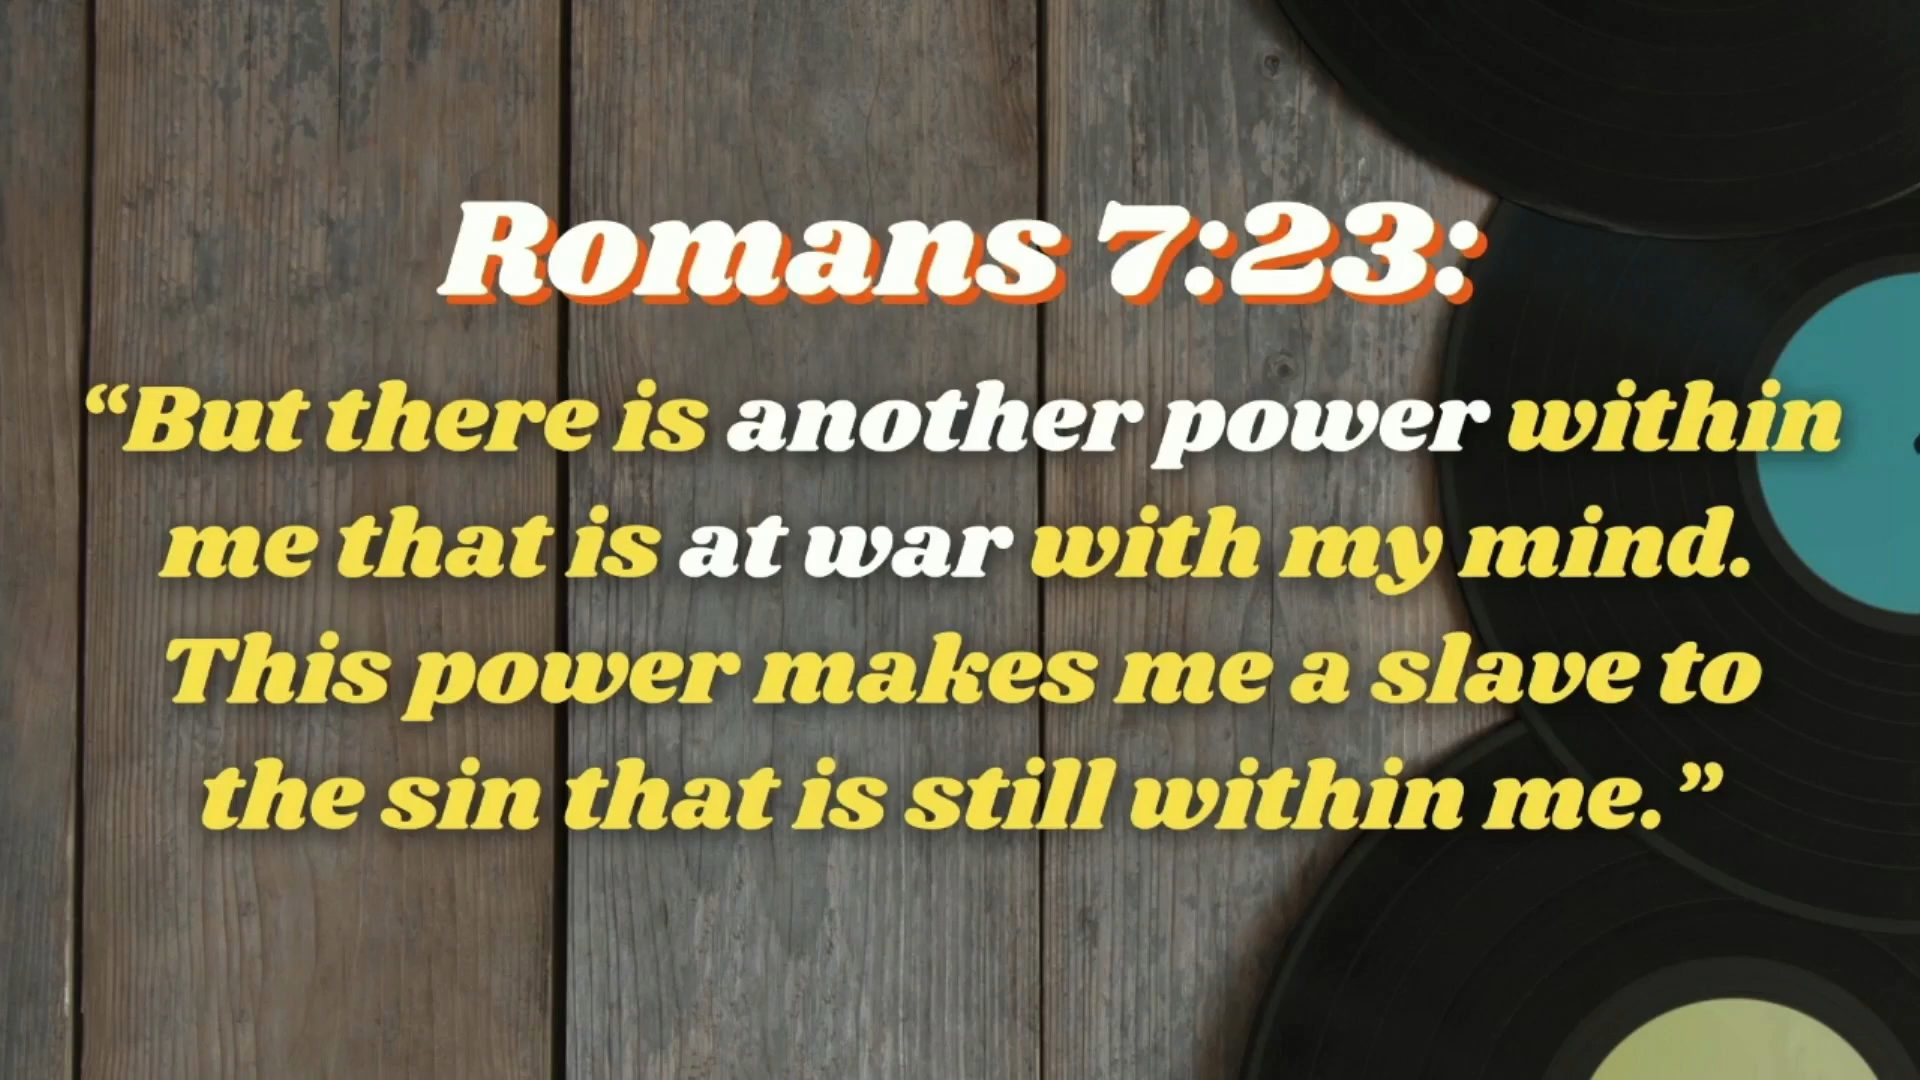 Romans 7:23:
“But there is another power within
me that is at war with my mind.
This power makes me a slave to
the sin that is still within me.”